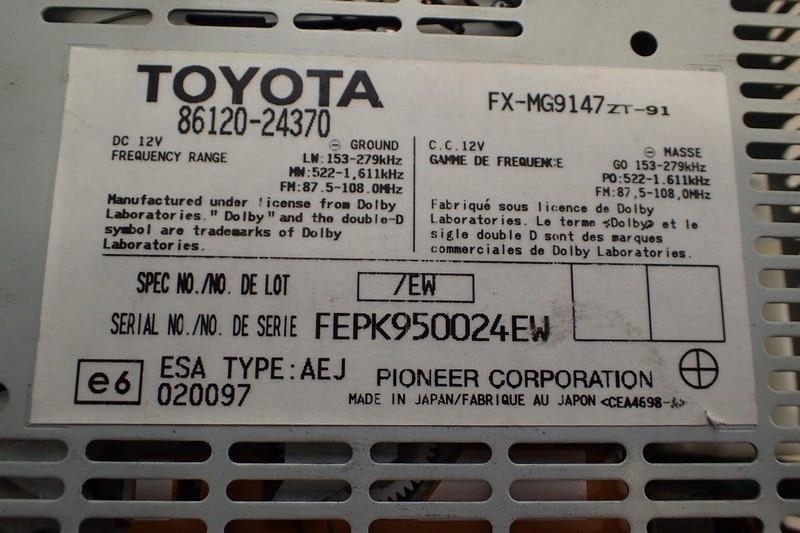 TOYOTA
86120-24370
FX-MG9147 ZT-91
DC 12V
⊖ GROUND
FREQUENCY RANGE
LW:153-279kHz
MW:522-1,611kHz
FM:87.5-108.0MHz
Manufactured under license from Dolby
Laboratories. "Dolby" and the double-D
symbol are trademarks of Dolby
Laboratories.
C.C.12V
⊖ MASSE
GAMME DE FREQUENCE
GO 153-279kHz
PO:522-1.611kHz
FM:87,5-108,0MHz
Fabriqué sous licence de Dolby
Laboratories. Le terme «Dolby» et le
sigle double D sont des marques
commerciales de Dolby Laboratories.
SPEC NO./NO. DE LOT /EW
SERIAL NO./NO. DE SERIE FEPK950024EW
e6
ESA TYPE:AEJ
020097
PIONEER CORPORATION
MADE IN JAPAN/FABRIQUE AU JAPON <CEA4698-